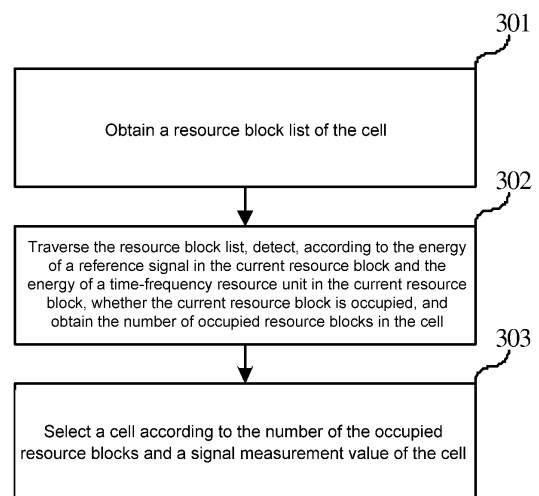 301
Obtain a resource block list of the cell
302
Traverse the resource block list, detect, according to the energy
of a reference signal in the current resource block and the
energy of a time-frequency resource unit in the current resource
block, whether the current resource block is occupied, and
obtain the number of occupied resource blocks in the cell
303
Select a cell according to the number of the occupied
resource blocks and a signal measurement value of the cell